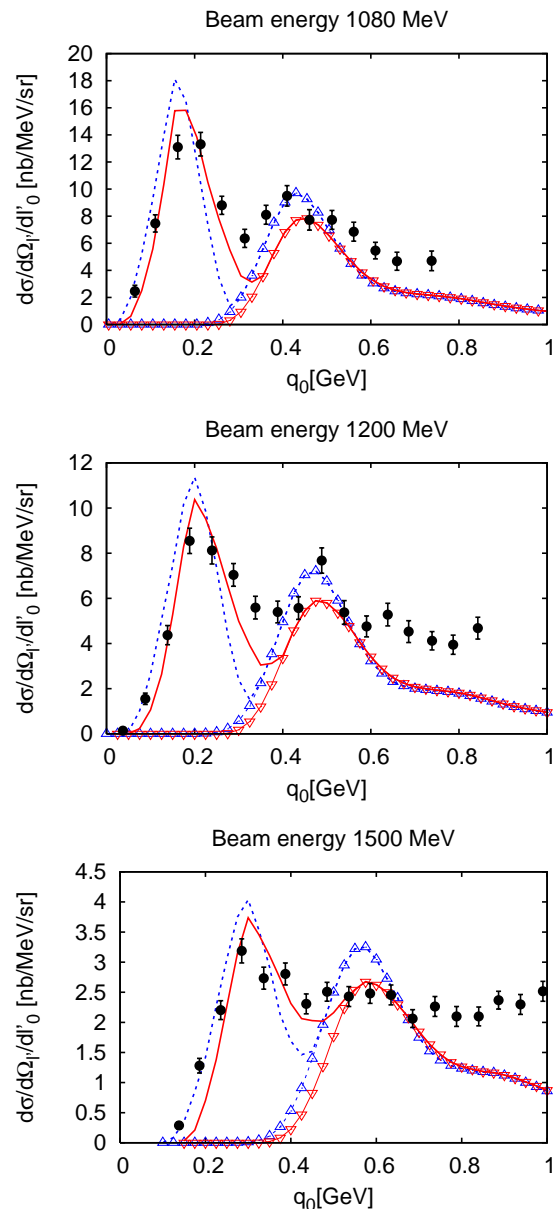 Beam energy 1080 MeV
20
18
16
14
12
10
8
6
4
2
0
dσ/dΩl'/dl'0 [nb/MeV/sr]
0 0.2 0.4 0.6 0.8 1
q0[GeV]
Beam energy 1200 MeV
12
10
8
6
4
2
0
dσ/dΩl'/dl'0 [nb/MeV/sr]
0 0.2 0.4 0.6 0.8 1
q0[GeV]
Beam energy 1500 MeV
4.5
4
3.5
3
2.5
2
1.5
1
0.5
0
dσ/dΩl'/dl'0 [nb/MeV/sr]
0 0.2 0.4 0.6 0.8 1
q0[GeV]